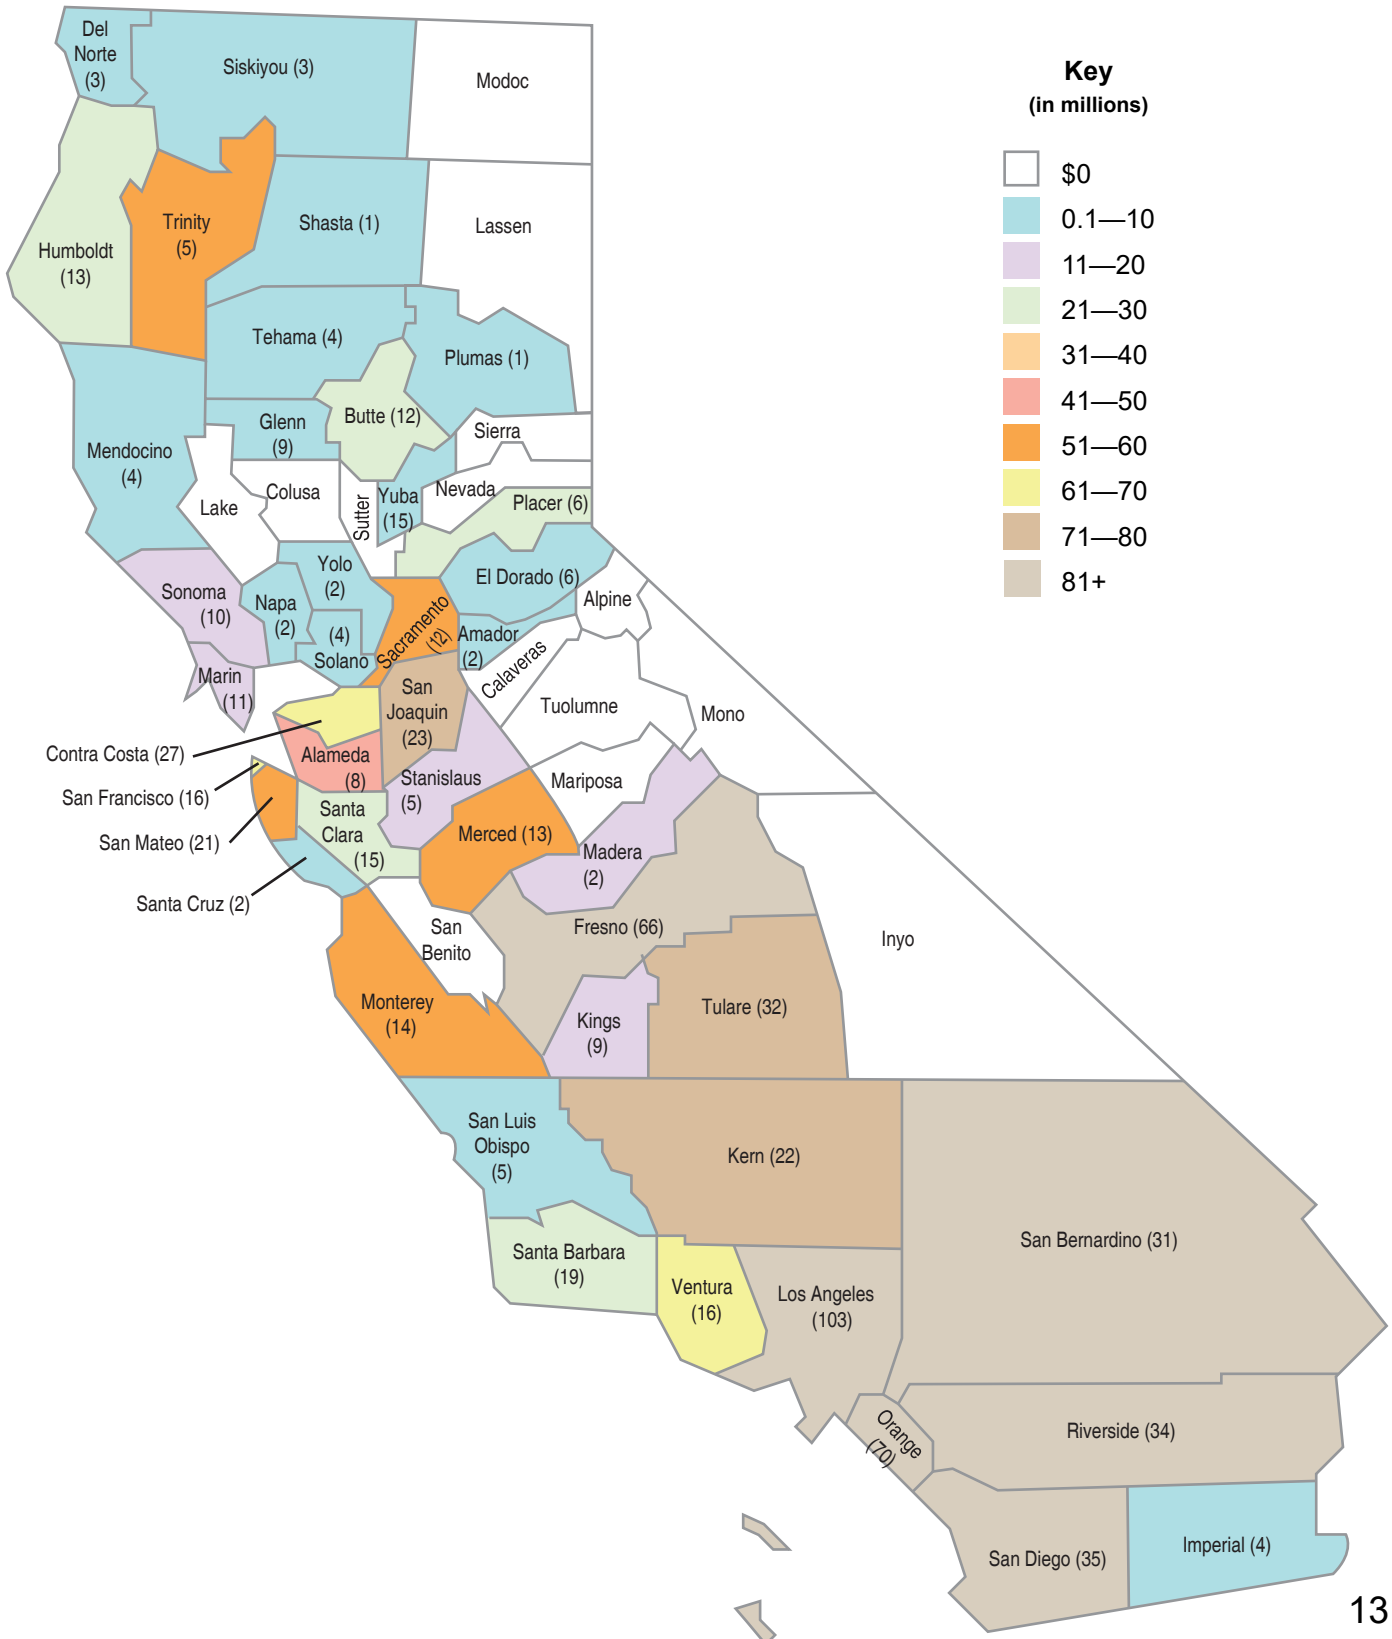 Del
Norte
(3)
Siskiyou (3)
Modoc
Key
(in millions)
$0
0.1—10
11—20
21—30
31—40
41—50
51—60
61—70
71—80
81+
Humboldt
(13)
Trinity
(5)
Shasta (1)
Lassen
Tehama (4)
Plumas (1)
Mendocino
(4)
Glenn
(9)
Butte (12)
Sierra
Lake
Colusa
Sutter
Yuba
(15)
Nevada
Placer (6)
Sonoma
(10)
Napa
(2)
Yolo
(2)
(4)
Solano
Sacramento
(12)
El Dorado (6)
Amador
(2)
Alpine
Calaveras
Marin
(11)
San
Joaquin
(23)
Tuolumne
Mono
Contra Costa (27)
Alameda
(8)
Stanislaus
(5)
Mariposa
San Francisco (16)
San Mateo (21)
Santa
Clara
(15)
Merced (13)
Madera
(2)
Santa Cruz (2)
San
Benito
Fresno (66)
Inyo
Monterey
(14)
Kings
(9)
Tulare (32)
San Luis
Obispo
(5)
Kern (22)
San Bernardino (31)
Santa Barbara
(19)
Ventura
(16)
Los Angeles
(103)
Orange
(70)
Riverside (34)
San Diego (35)
Imperial (4)
13